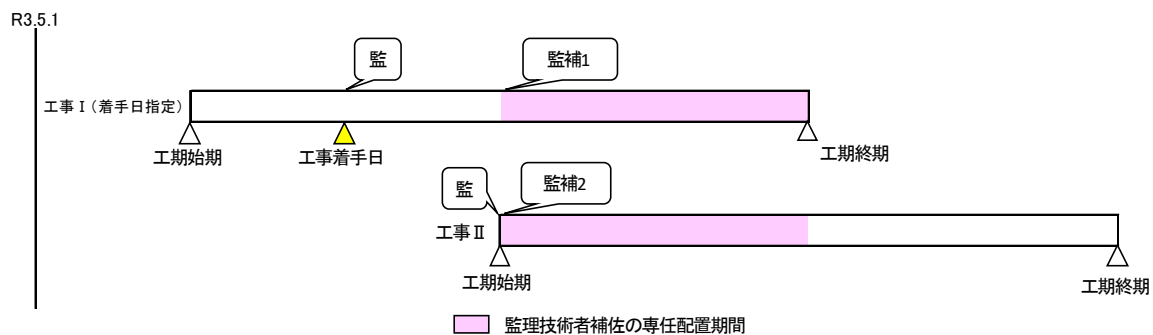 R3.5.1
監
監補1
工事Ⅰ(着手日指定)
工期始期
工事着手日
工期終期
監
監補2
工事Ⅱ
工期始期
工期終期
監理技術者補佐の専任配置期間